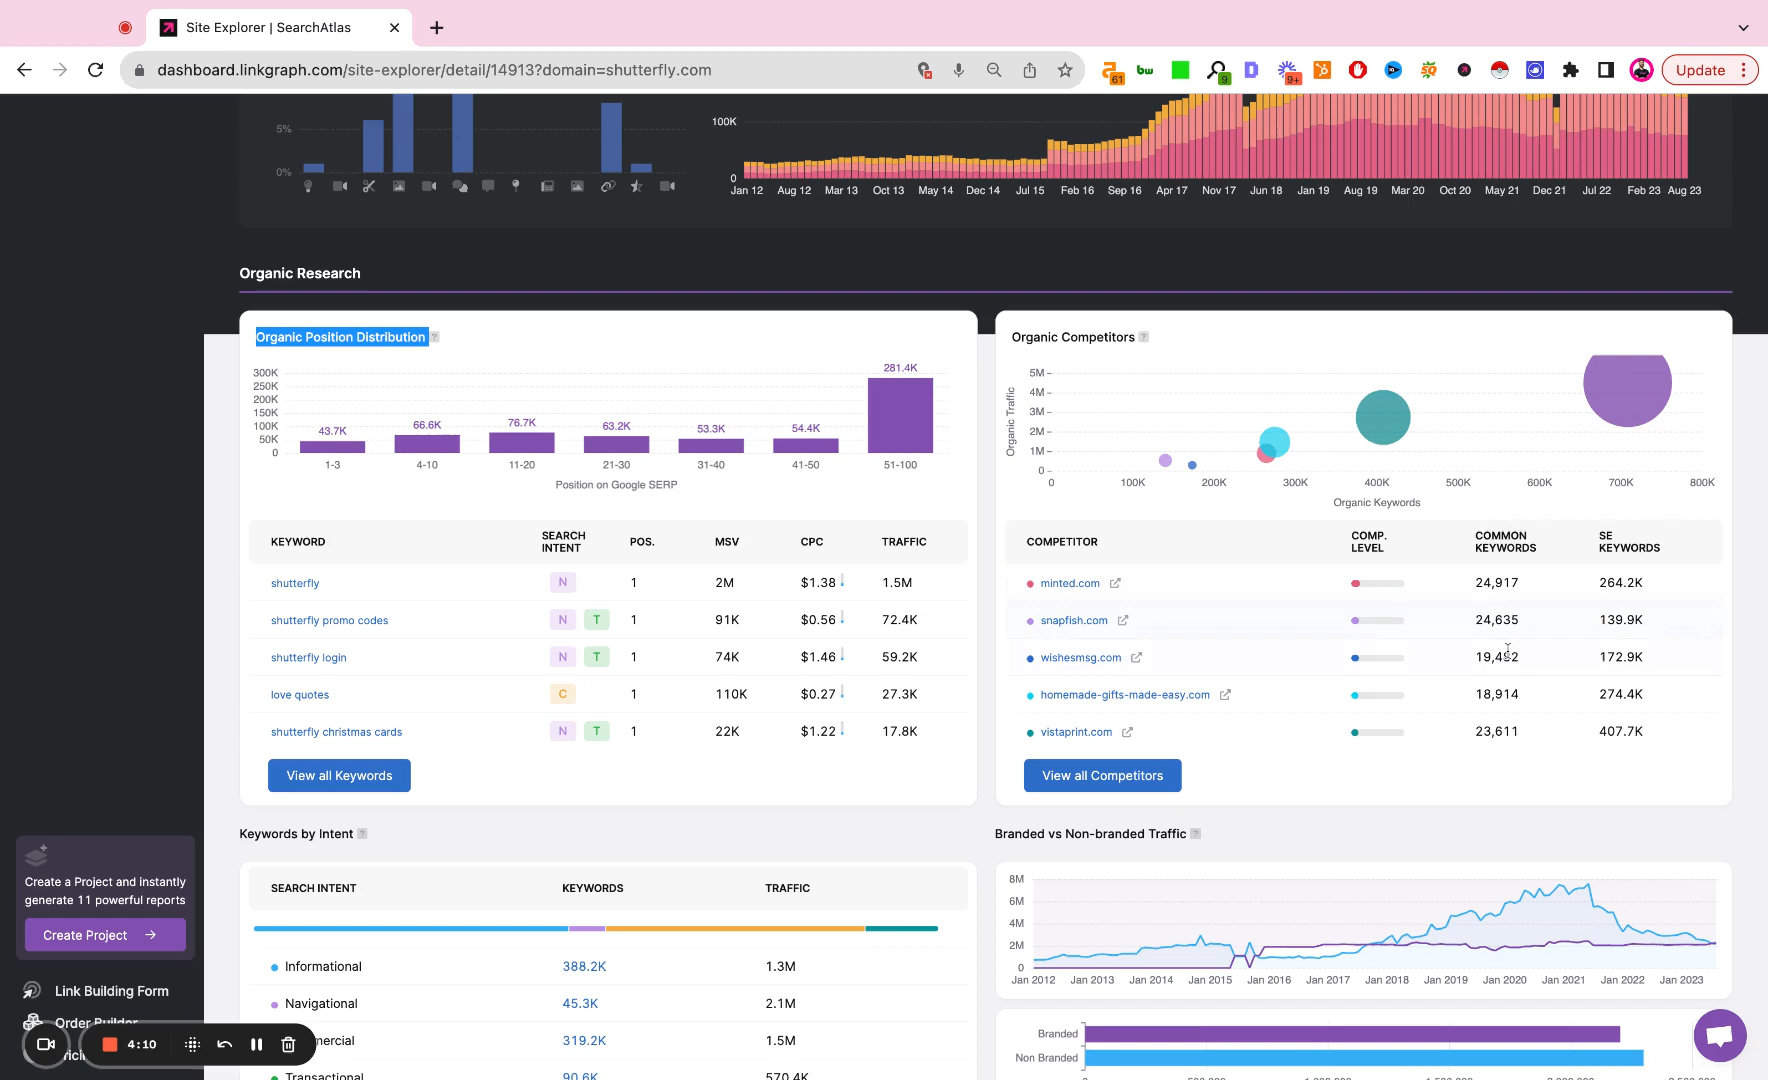 Site Explorer | SearchAtlas
dashboard.linkgraph.com/site-explorer/detail/14913?domain=shutterfly.com
61
bw
9
9+
Update
5%
0%
100K
0
Jan 12 Aug 12 Mar 13 Oct 13 May 14 Dec 14 Jul 15 Feb 16 Sep 16 Apr 17 Nov 17 Jun 18 Jan 19 Aug 19 Mar 20 Oct 20 May 21 Dec 21 Jul 22 Feb 23 Aug 23
Organic Research
Organic Position Distribution ?
300K
250K
200K
150K
100K
50K
0
43.7K 66.6K 76.7K 63.2K 53.3K 54.4K 281.4K
1-3 4-10 11-20 21-30 31-40 41-50 51-100
Position on Google SERP
KEYWORD SEARCH INTENT POS. MSV CPC TRAFFIC
shutterfly N 1 2M $1.38 1.5M
shutterfly promo codes N T 1 91K $0.56 72.4K
shutterfly login N T 1 74K $1.46 59.2K
love quotes C 1 110K $0.27 27.3K
shutterfly christmas cards N T 1 22K $1.22 17.8K
View all Keywords
Organic Competitors ?
Organic Traffic
5M
4M
3M
2M
1M
0
0 100K 200K 300K 400K 500K 600K 700K 800K
Organic Keywords
COMPETITOR COMP. LEVEL COMMON KEYWORDS SE KEYWORDS
minted.com 24,917 264.2K
snapfish.com 24,635 139.9K
wishesmsg.com 172.9K
homemade-gifts-made-easy.com 18,914 274.4K
vistaprint.com 23,611 407.7K
View all Competitors
Keywords by Intent ?
SEARCH INTENT KEYWORDS TRAFFIC
Informational 388.2K 1.3M
Navigational 45.3K 2.1M
mercial 319.2K 1.5M
Transactional 90.6K 570.4K
Branded vs Non-branded Traffic ?
8M
6M
4M
2M
0
Jan 2012 Jan 2013 Jan 2014 Jan 2015 Jan 2016 Jan 2017 Jan 2018 Jan 2019 Jan 2020 Jan 2021 Jan 2022 Jan 2023
Branded
Non Branded
Create a Project and instantly
generate 11 powerful reports
Create Project
Link Building Form
Order Builder
4:10